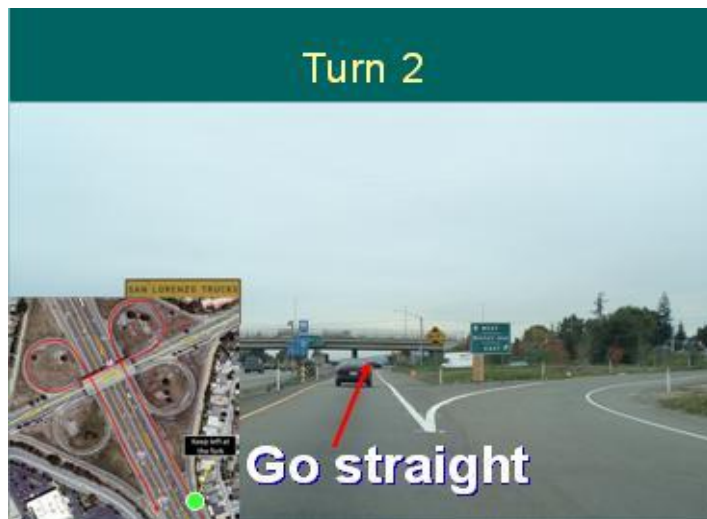 Turn 2
SAN LORENZO TRUCKS
WEST
EAST
Keep left at
the fork
Go straight